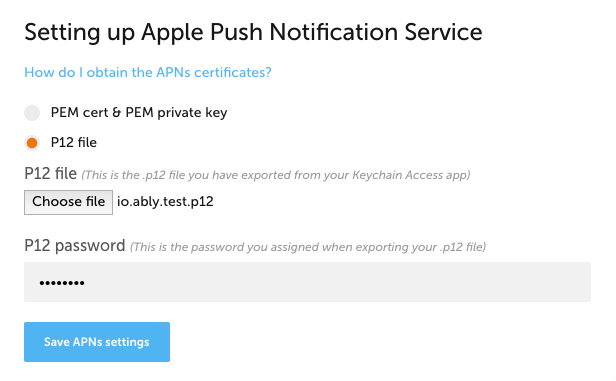 Setting up Apple Push Notification Service
How do I obtain the APNs certificates?
PEM cert & PEM private key
P12 file
P12 file (This is the .p12 file you have exported from your Keychain Access app)
Choose file io.ably.test.p12
P12 password (This is the password you assigned when exporting your .p12 file)
••••••••
Save APNs settings